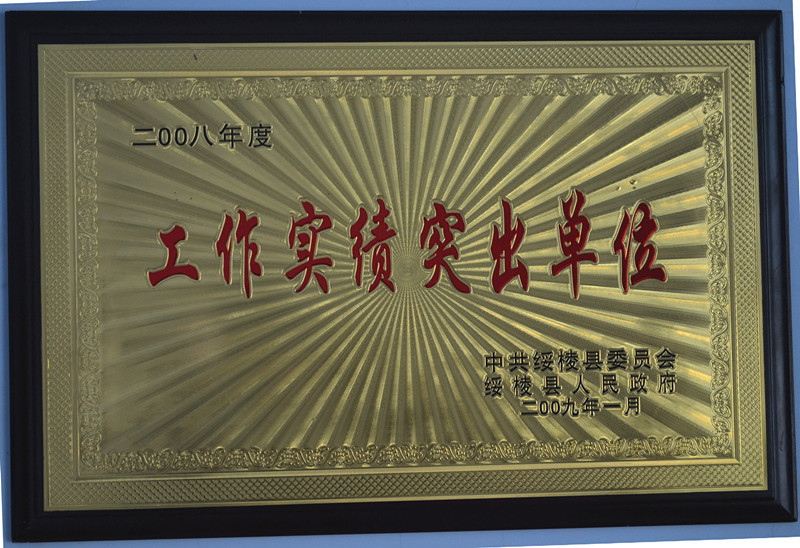 二00八年度
工作实绩突出单位
中共绥棱县委员会
绥棱县人民政府
二00九年一月